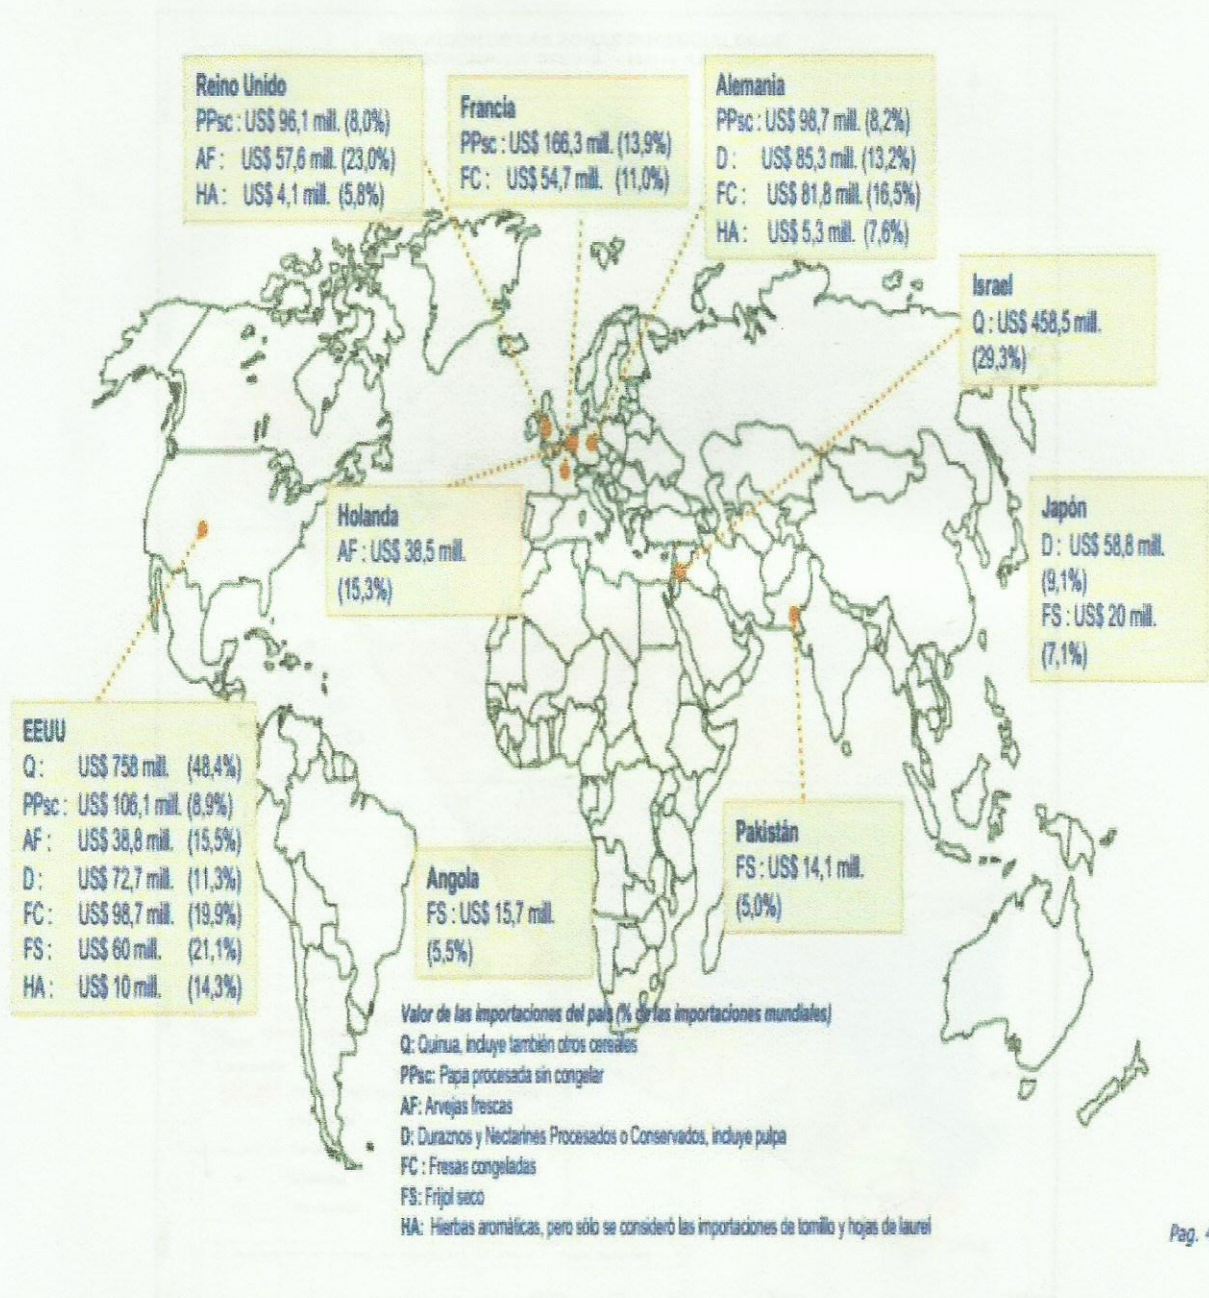 Reino Unido
PPsc : US$ 96,1 mill. (8,0%)
AF : US$ 57,6 mill. (23,0%)
HA : US$ 4,1 mill. (5,8%)
Francia
PPsc : US$ 166,3 mill. (13,9%)
FC : US$ 54,7 mill. (11,0%)
Alemania
PPsc : US$ 98,7 mill. (8,2%)
D : US$ 85,3 mill. (13,2%)
FC : US$ 81,8 mill. (16,5%)
HA : US$ 5,3 mill. (7,6%)
Israel
Q : US$ 458,5 mill.
(29,3%)
Holanda
AF : US$ 38,5 mill.
(15,3%)
Japón
D : US$ 58,8 mill.
(9,1%)
FS : US$ 20 mill.
(7,1%)
EEUU
Q : US$ 758 mill. (48,4%)
PPsc : US$ 106,1 mill. (8,9%)
AF : US$ 38,8 mill. (15,5%)
D : US$ 72,7 mill. (11,3%)
FC : US$ 98,7 mill. (19,9%)
FS : US$ 60 mill. (21,1%)
HA : US$ 10 mill. (14,3%)
Angola
FS : US$ 15,7 mill.
(5,5%)
Pakistán
FS : US$ 14,1 mill.
(5,0%)
Valor de las importaciones del país (% de las importaciones mundiales)
Q: Quinua, incluye también otros cereales
PPsc: Papa procesada sin congelar
AF: Arvejas frescas
D: Duraznos y Nectarines Procesados o Conservados, incluye pulpa
FC : Fresas congeladas
FS: Frijol seco
HA: Hierbas aromáticas, pero sólo se consideró las importaciones de tomillo y hojas de laurel
Pag. 4